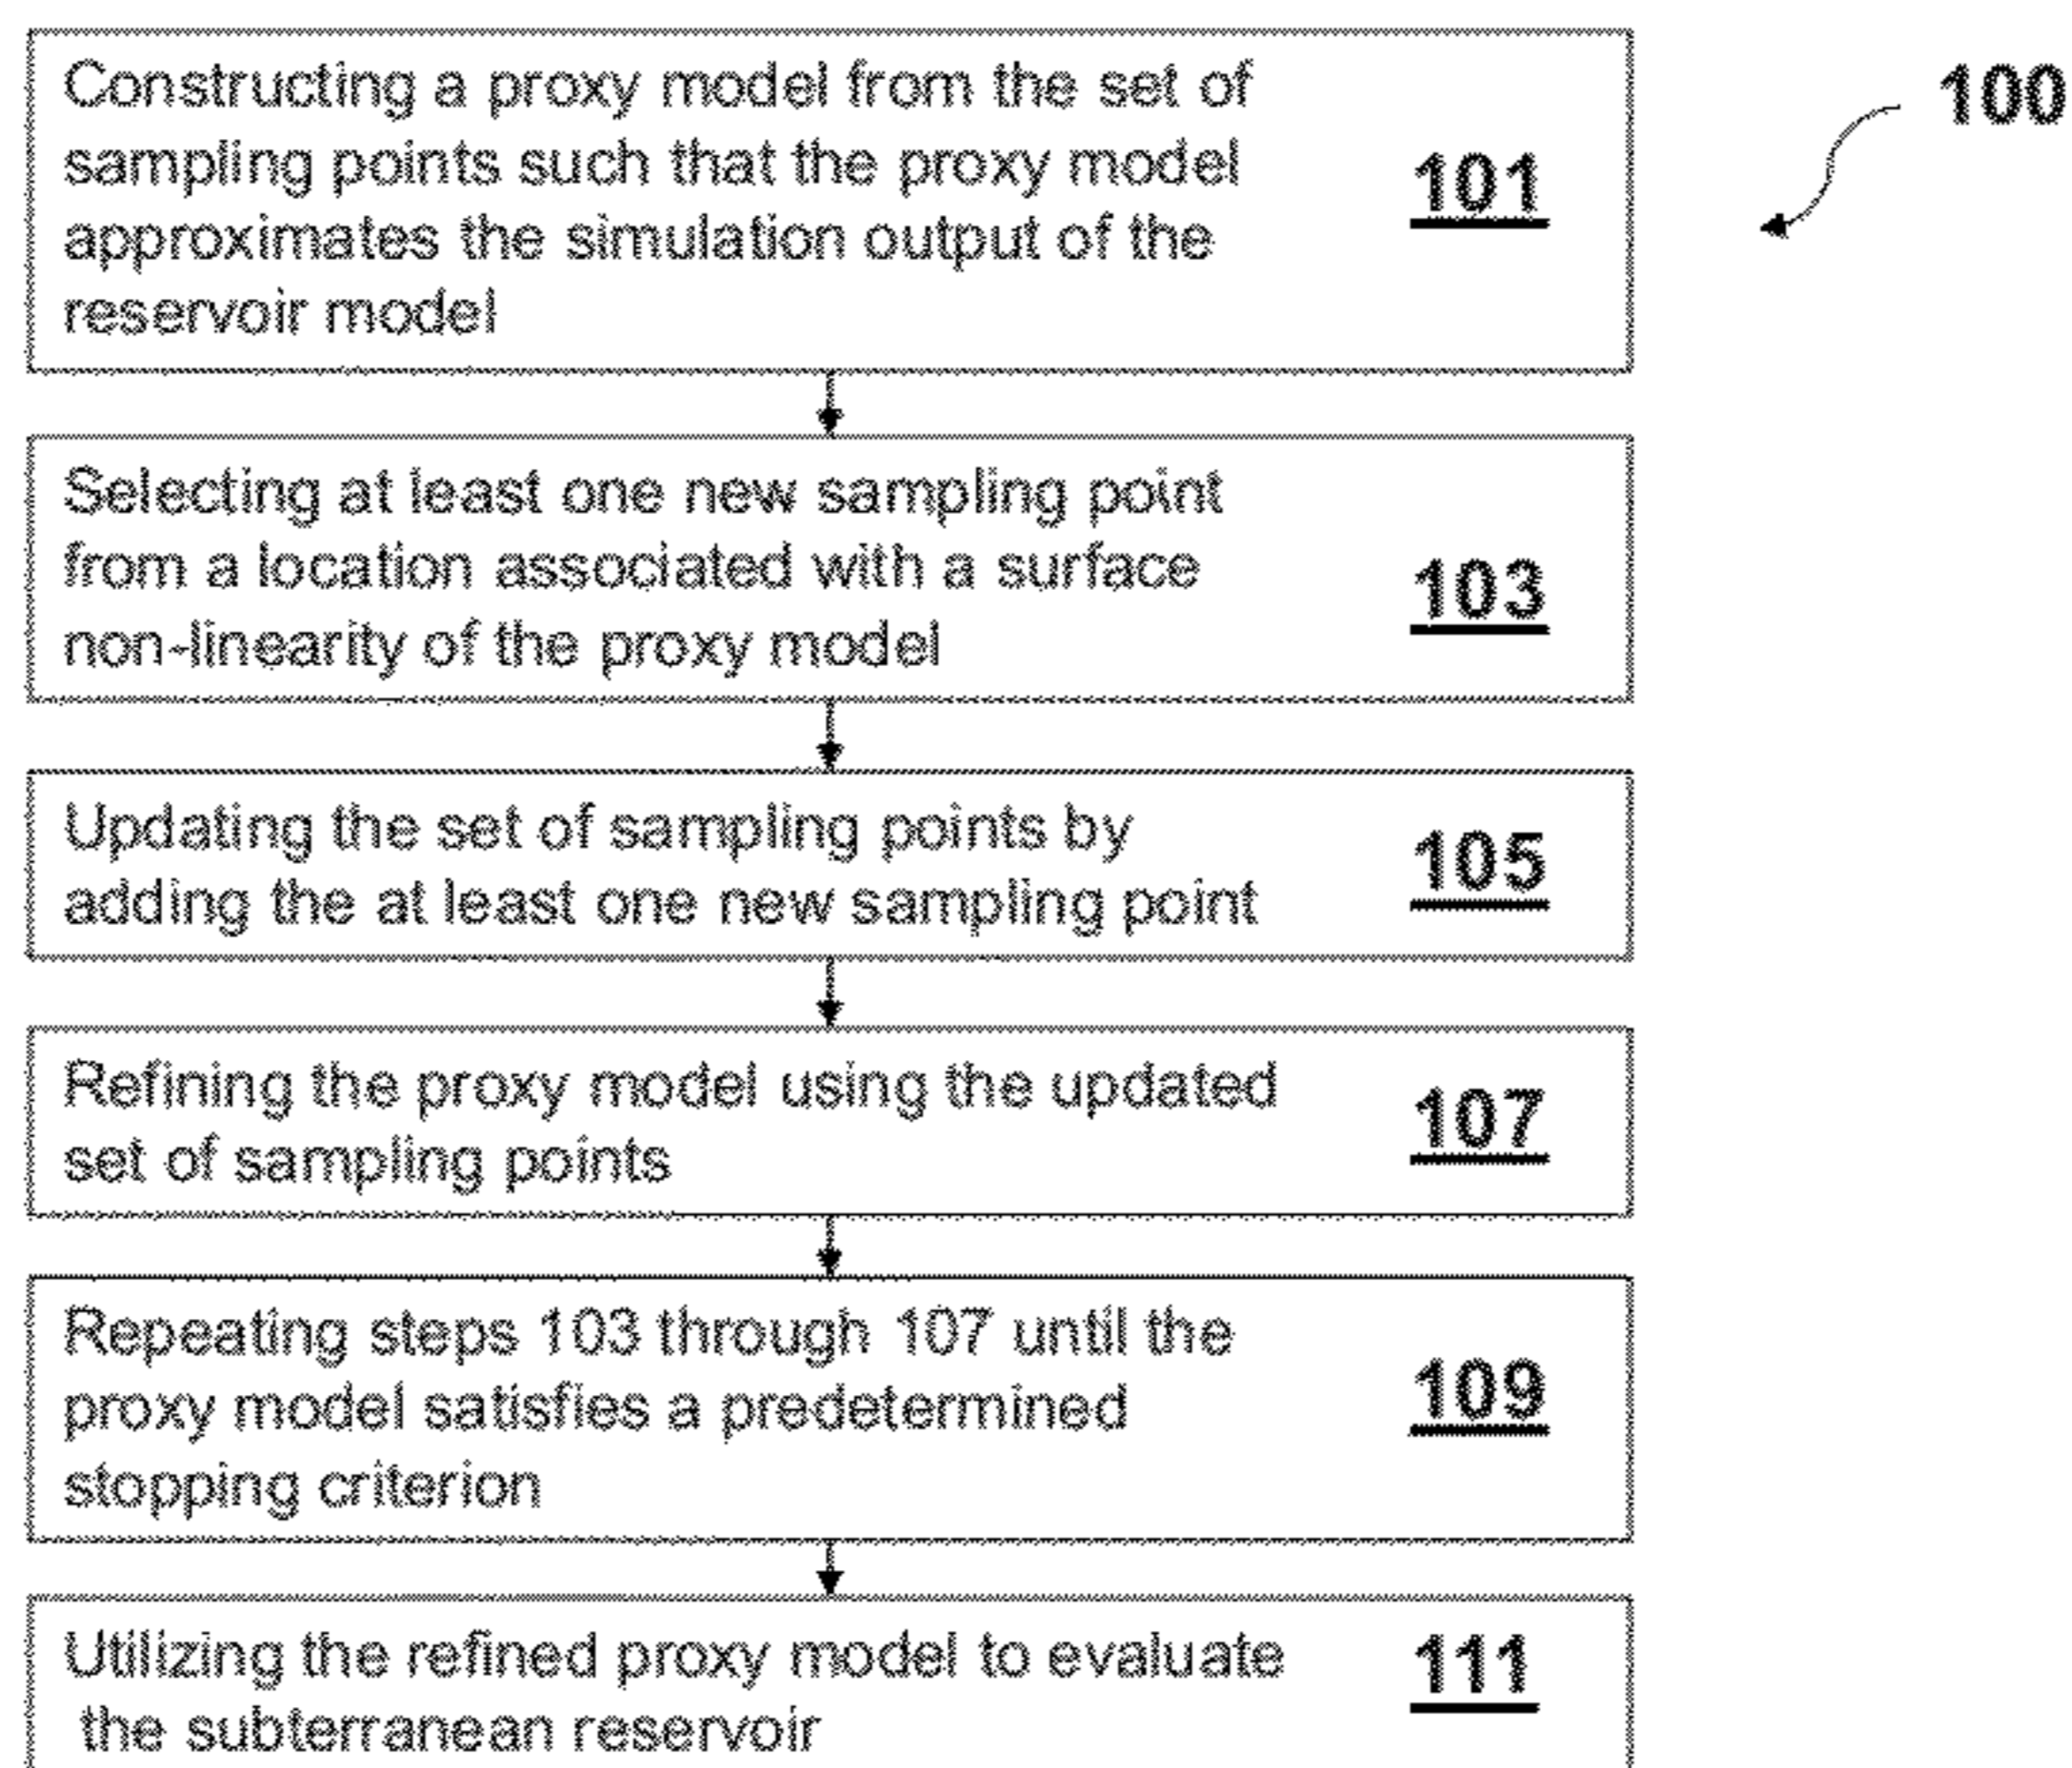 Constructing a proxy model from the set of
sampling points such that the proxy model
approximates the simulation output of the
reservoir model
101
100
Selecting at least one new sampling point
from a location associated with a surface
non-linearity of the proxy model
103
Updating the set of sampling points by
adding the at least one new sampling point
105
Refining the proxy model using the updated
set of sampling points
107
Repeating steps 103 through 107 until the
proxy model satisfies a predetermined
stopping criterion
109
Utilizing the refined proxy model to evaluate
the subterranean reservoir
111